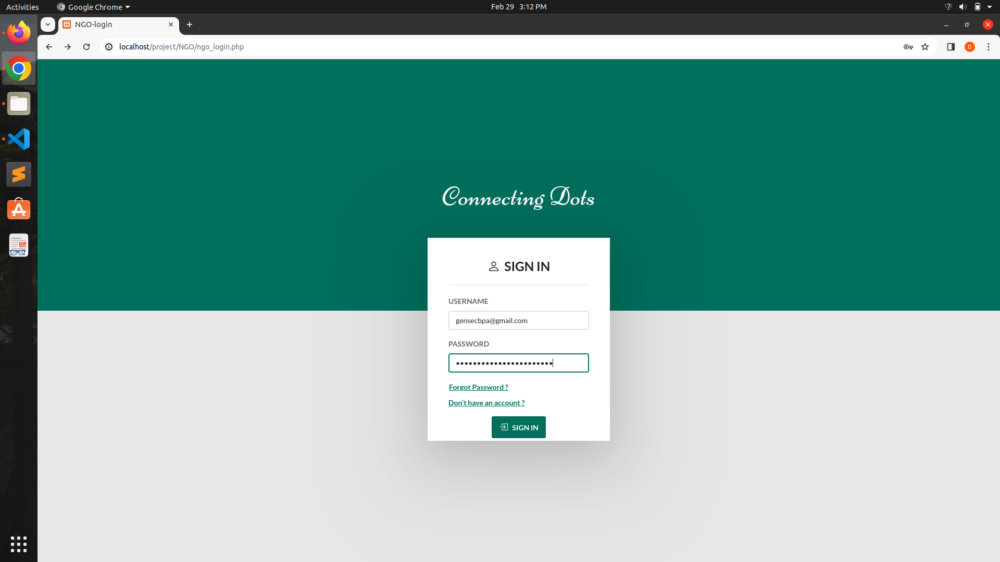 Activities
Google Chrome
Feb 29 3:12 PM
NGO-login
localhost/project/NGO/ngo_login.php
D
Connecting Dots
SIGN IN
USERNAME
gensecbpa@gmail.com
PASSWORD
•••••••••••••••••••••••
Forgot Password ?
Don't have an account ?
SIGN IN